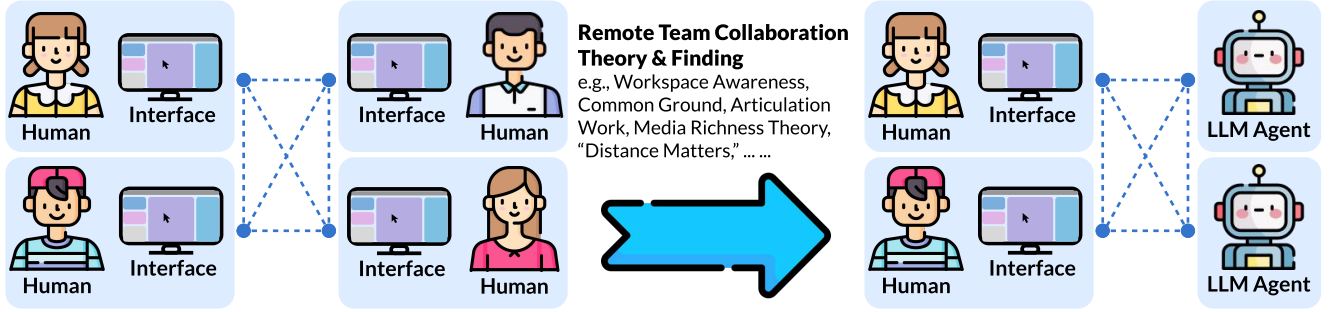 Human
Interface
Interface
Human
Human
Interface
Interface
Human
Remote Team Collaboration
Theory & Finding
e.g., Workspace Awareness,
Common Ground, Articulation
Work, Media Richness Theory,
“Distance Matters,” ... ...
Human
Interface
LLM Agent
Human
Interface
LLM Agent